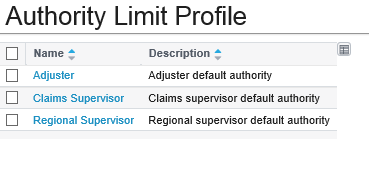 Authority Limit Profile
Name Description
Adjuster Adjuster default authority
Claims Supervisor Claims supervisor default authority
Regional Supervisor Regional supervisor default authority